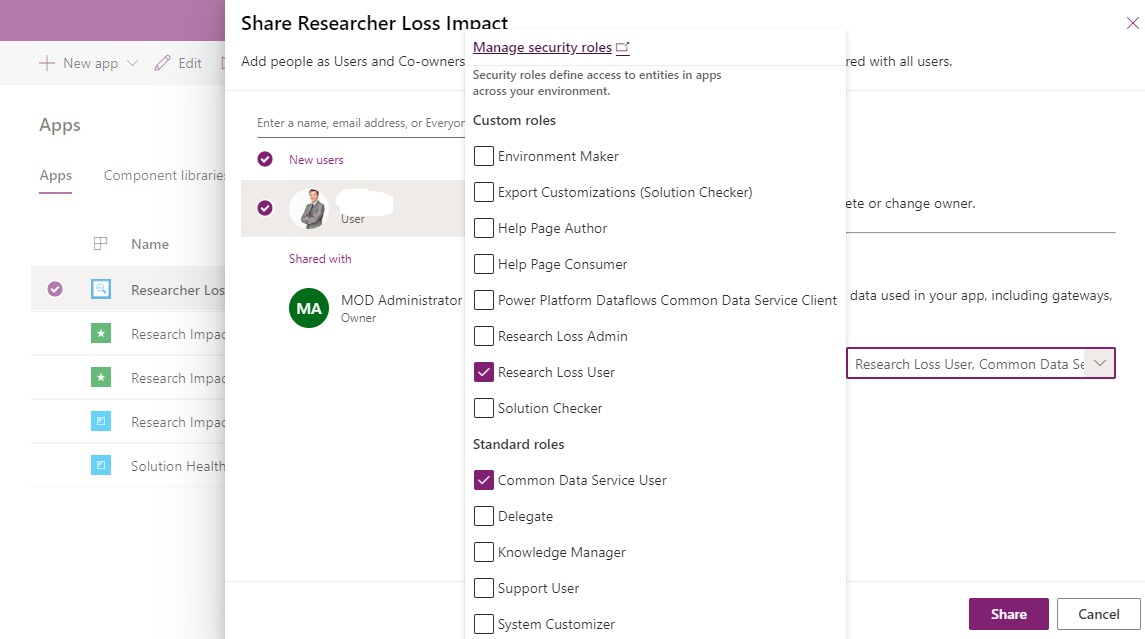 Share Researcher Loss Impact
New app
Edit
Add people as Users and Co-owners
red with all users.
Apps
Apps
Component libraries
Name
Researcher Los
Research Impac
Research Impac
Research Impac
Solution Health
Enter a name, email address, or Everyon
New users
User
Shared with
MA
MOD Administrator
Owner
Manage security roles
Security roles define access to entities in apps
across your environment.
Custom roles
Environment Maker
Export Customizations (Solution Checker)
Help Page Author
Help Page Consumer
Power Platform Dataflows Common Data Service Client
Research Loss Admin
Research Loss User
Solution Checker
Standard roles
Common Data Service User
Delegate
Knowledge Manager
Support User
System Customizer
ete or change owner.
data used in your app, including gateways,
Research Loss User, Common Data Se
Share
Cancel